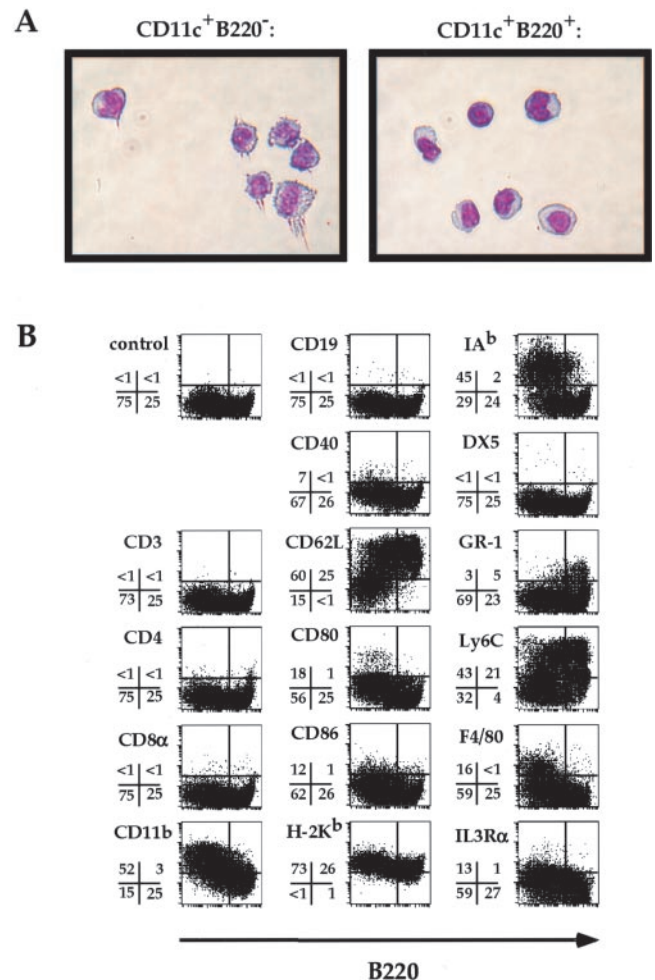 A
CD11c+B220-:
CD11c+B220+:
B
control
<1 <1
75 25
CD19
<1 <1
75 25
IAb
45 2
29 24
CD40
7 <1
67 26
DX5
<1 <1
75 25
CD3
<1 <1
73 25
CD62L
60 25
15 <1
GR-1
3 5
69 23
CD4
<1 <1
75 25
CD80
18 1
56 25
Ly6C
43 21
32 4
CD8α
<1 <1
75 25
CD86
12 1
62 26
F4/80
16 <1
59 25
CD11b
52 3
15 25
H-2Kb
73 26
<1 1
IL3Rα
13 1
59 27
B220